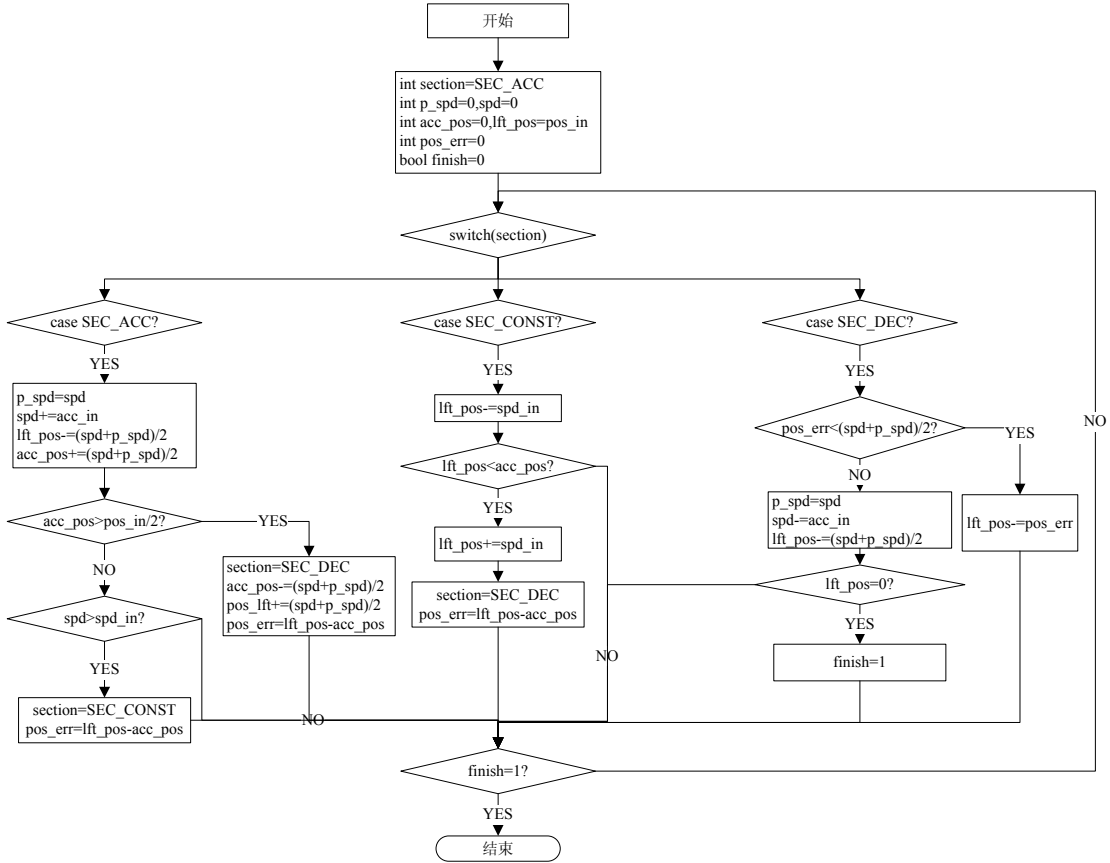 开始
int section=SEC_ACC
int p_spd=0,spd=0
int acc_pos=0,lft_pos=pos_in
int pos_err=0
bool finish=0
switch(section)
case SEC_ACC?
YES
p_spd=spd
spd+=acc_in
lft_pos-=(spd+p_spd)/2
acc_pos+=(spd+p_spd)/2
acc_pos>pos_in/2?
YES
section=SEC_DEC
acc_pos-=(spd+p_spd)/2
pos_lft+=(spd+p_spd)/2
pos_err=lft_pos-acc_pos
NO
spd>spd_in?
YES
section=SEC_CONST
pos_err=lft_pos-acc_pos
NO
case SEC_CONST?
YES
lft_pos-=spd_in
lft_pos<acc_pos?
YES
lft_pos+=spd_in
section=SEC_DEC
pos_err=lft_pos-acc_pos
NO
case SEC_DEC?
YES
pos_err<(spd+p_spd)/2?
YES
lft_pos-=pos_err
NO
p_spd=spd
spd-=acc_in
lft_pos-=(spd+p_spd)/2
lft_pos=0?
YES
finish=1
NO
finish=1?
YES
结束